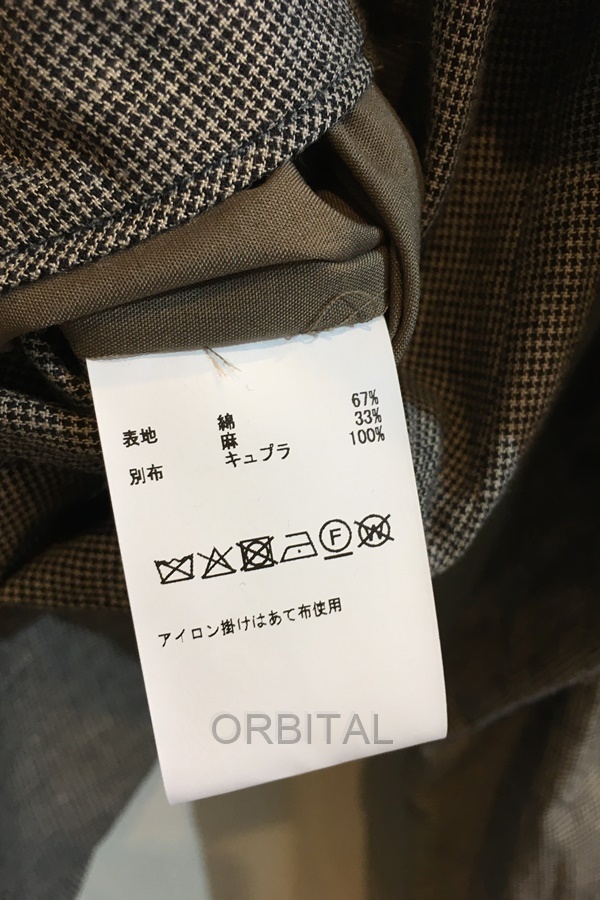 表地 綿 67%
麻 33%
別布 キュプラ 100%
F
W
アイロン掛けはあて布使用
ORBITAL